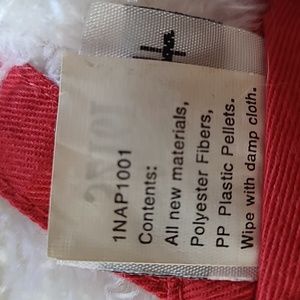 1NAP1001
Contents:
All new materials,
Polyester Fibers,
PP Plastic Pellets.
Wipe with damp cloth.